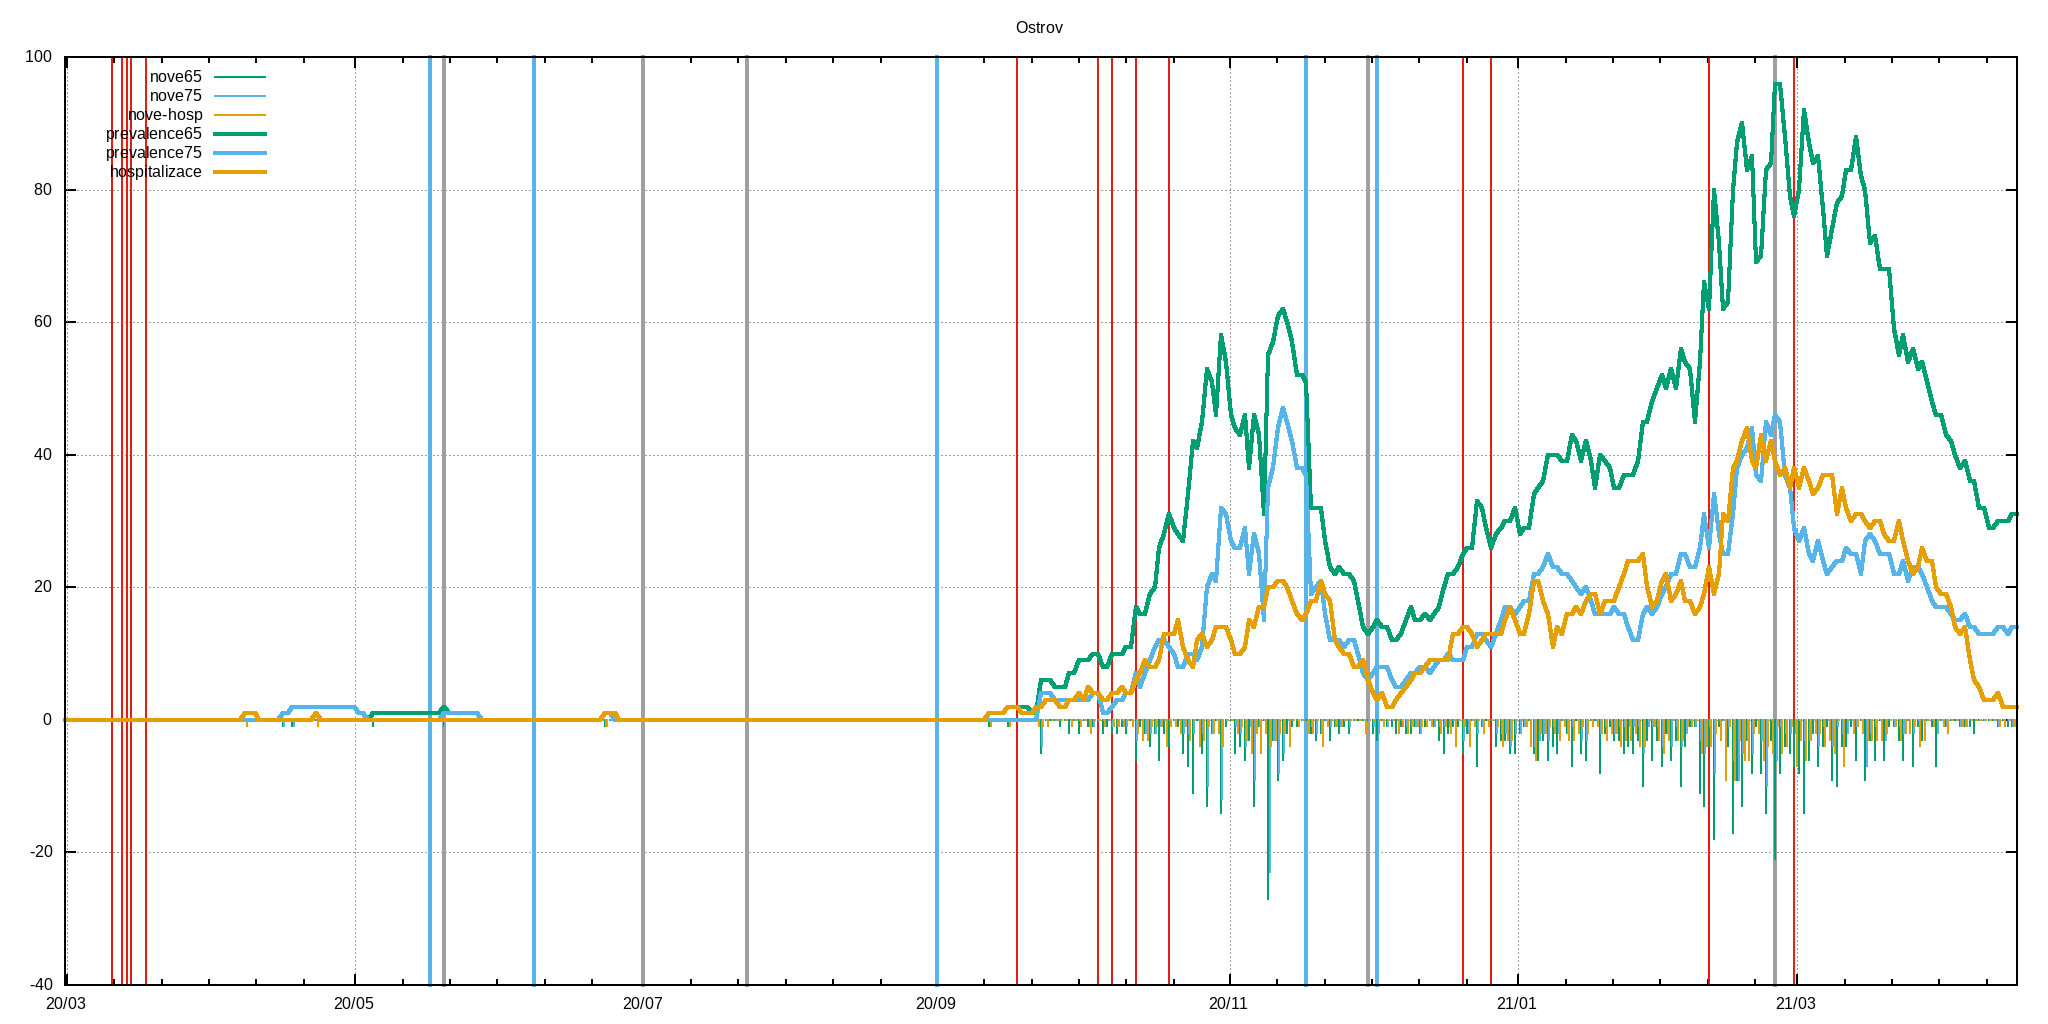 Ostrov
100
80
60
40
20
0
-20
-40
nove65
nove75
nove-hosp
prevalence65
prevalence75
hospitalizace
20/03 20/05 20/07 20/09 20/11 21/01 21/03